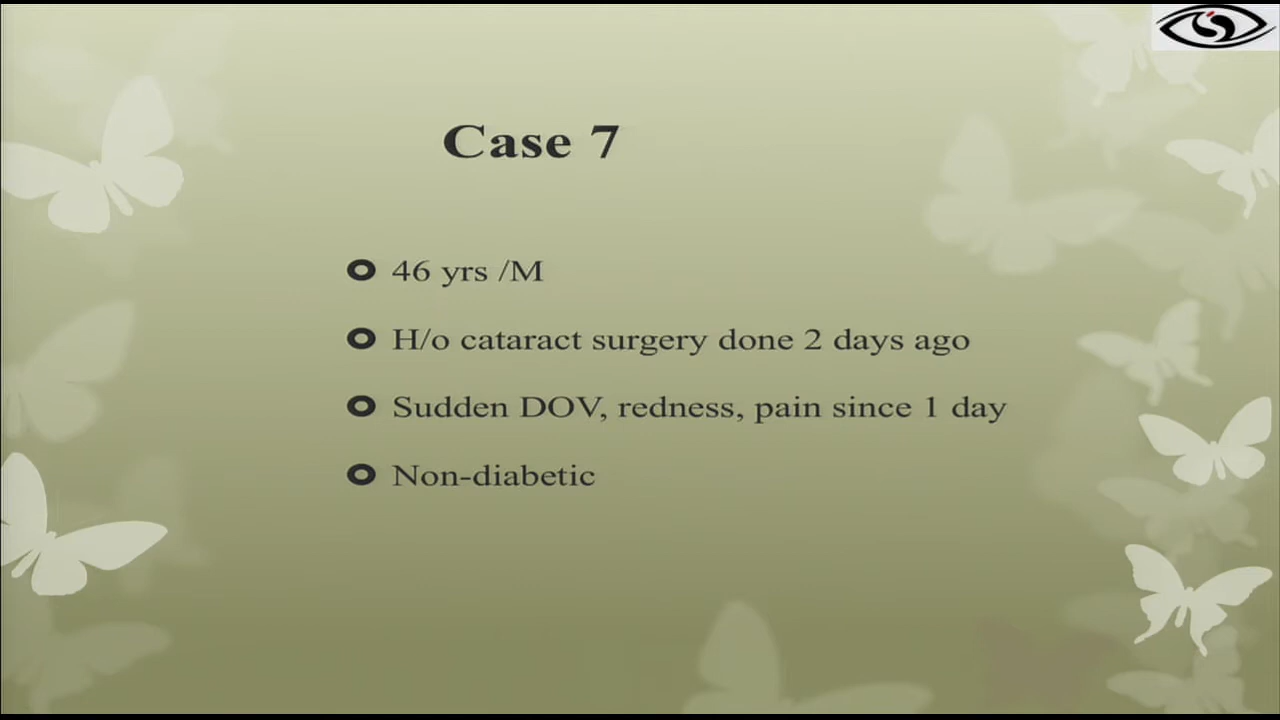 Case 7
46 yrs /M
H/o cataract surgery done 2 days ago
Sudden DOV, redness, pain since 1 day
Non-diabetic